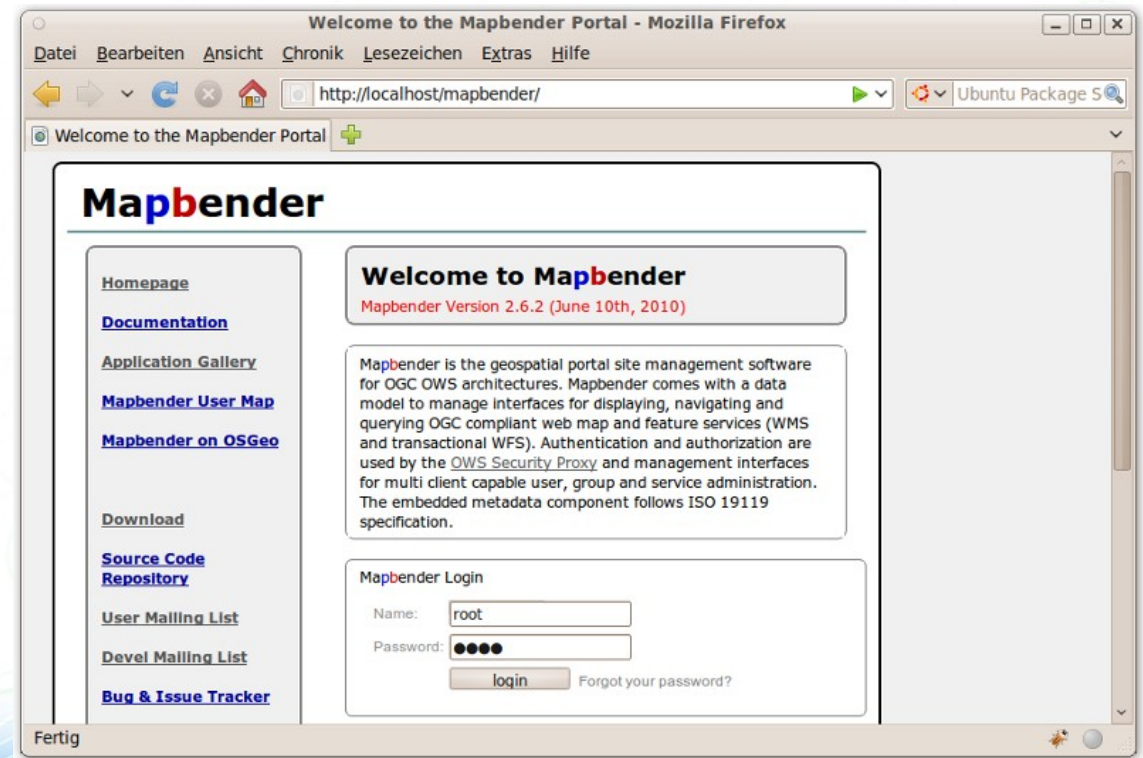 Welcome to the Mapbender Portal - Mozilla Firefox
Datei Bearbeiten Ansicht Chronik Lesezeichen Extras Hilfe
http://localhost/mapbender/
Ubuntu Package S
Welcome to the Mapbender Portal
Mapbender
Homepage
Documentation
Application Gallery
Mapbender User Map
Mapbender on OSGeo
Download
Source Code
Repository
User Mailing List
Devel Mailing List
Bug & Issue Tracker
Welcome to Mapbender
Mapbender Version 2.6.2 (June 10th, 2010)
Mapbender is the geospatial portal site management software
for OGC OWS architectures. Mapbender comes with a data
model to manage interfaces for displaying, navigating and
querying OGC compliant web map and feature services (WMS
and transactional WFS). Authentication and authorization are
used by the OWS Security Proxy and management interfaces
for multi client capable user, group and service administration.
The embedded metadata component follows ISO 19119
specification.
Mapbender Login
Name: root
Password: ●●●●
login Forgot your password?
Fertig